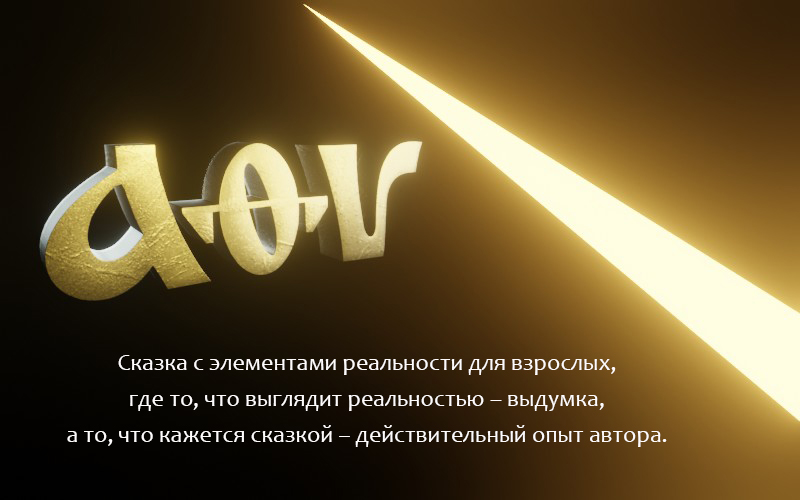 aov
Сказка с элементами реальности для взрослых,
где то, что выглядит реальностью – выдумка,
а то, что кажется сказкой – действительный опыт автора.